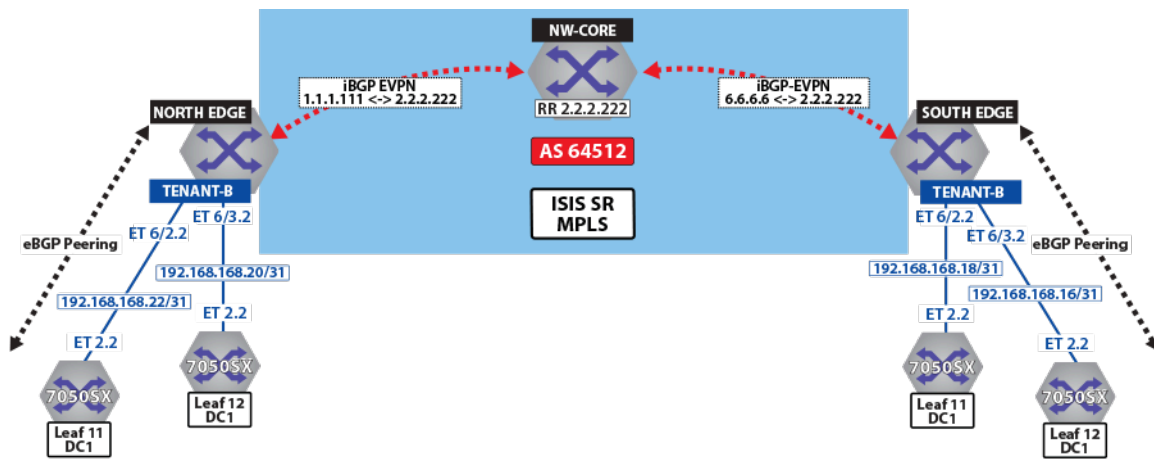 NW-CORE
iBGP EVPN
1.1.1.111 <-> 2.2.2.222
iBGP-EVPN
6.6.6.6 <-> 2.2.2.222
RR 2.2.2.222
NORTH EDGE
SOUTH EDGE
AS 64512
TENANT-B
TENANT-B
ISIS SR
MPLS
ET 6/3.2
ET 6/2.2
ET 6/2.2
ET 6/3.2
eBGP Peering
eBGP Peering
192.168.168.20/31
192.168.168.18/31
192.168.168.22/31
192.168.168.16/31
ET 2.2
ET 2.2
ET 2.2
ET 2.2
7050SX
7050SX
7050SX
7050SX
Leaf 12
DC1
Leaf 11
DC1
Leaf 11
DC1
Leaf 12
DC1